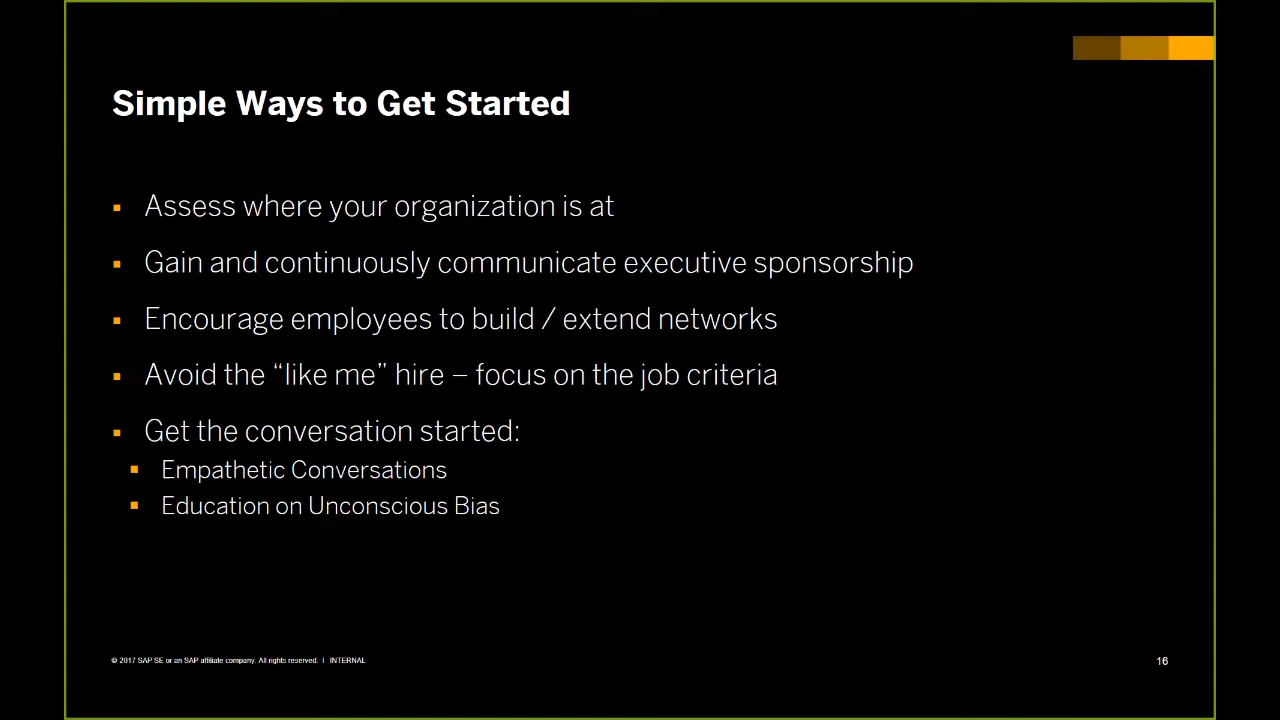 Simple Ways to Get Started
Assess where your organization is at
Gain and continuously communicate executive sponsorship
Encourage employees to build / extend networks
Avoid the “like me” hire – focus on the job criteria
Get the conversation started:
Empathetic Conversations
Education on Unconscious Bias
© 2017 SAP SE or an SAP affiliate company. All rights reserved. | INTERNAL
16